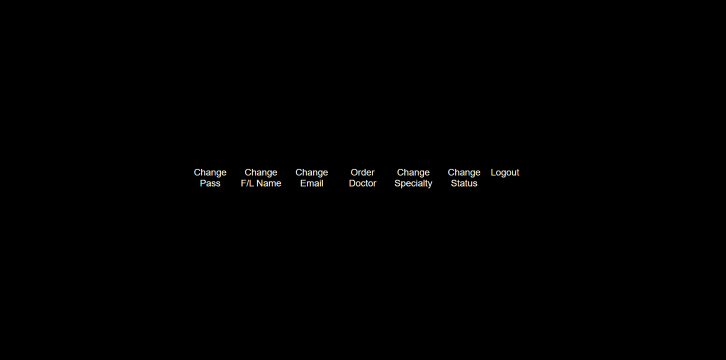 Change Pass
Change F/L Name
Change Email
Order Doctor
Change Specialty
Change Status
Logout